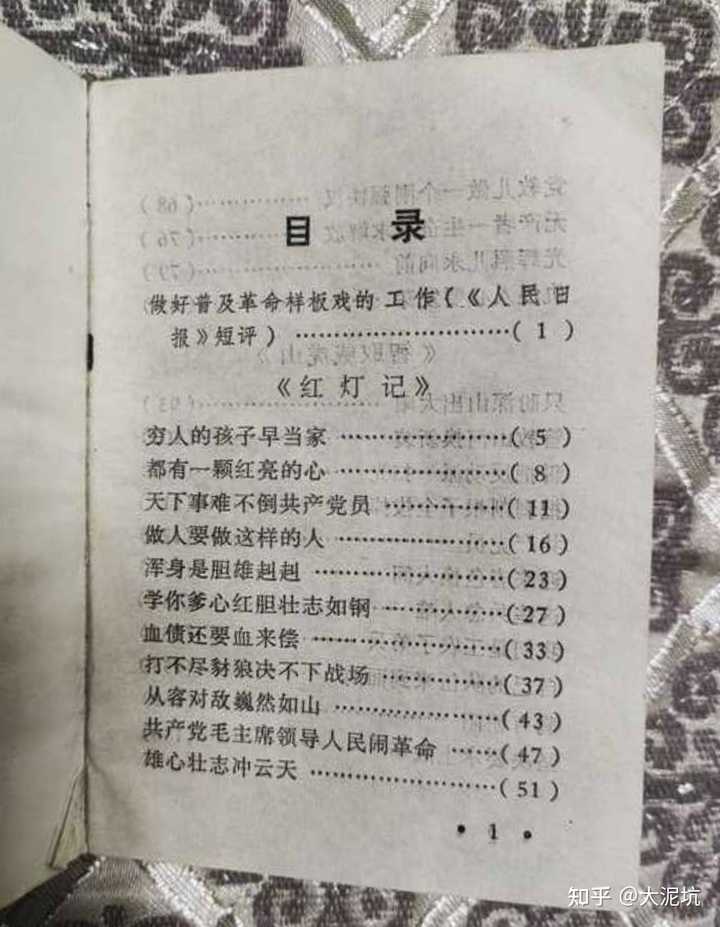 目录
做好普及革命样板戏的工作(《人民日
报》短评)……………………(1)
《红灯记》
穷人的孩子早当家………………(5)
都有一颗红亮的心………………(8)
天下事难不倒共产党员…………(11)
做人要做这样的人………………(16)
浑身是胆雄赳赳…………………(23)
学你爹心红胆壮志如钢…………(27)
血债还要血来偿…………………(33)
打不尽豺狼决不下战场…………(37)
从容对敌巍然如山………………(43)
共产党毛主席领导人民闹革命……(47)
雄心壮志冲云天…………………(51)
·1·
知乎 @大泥坑